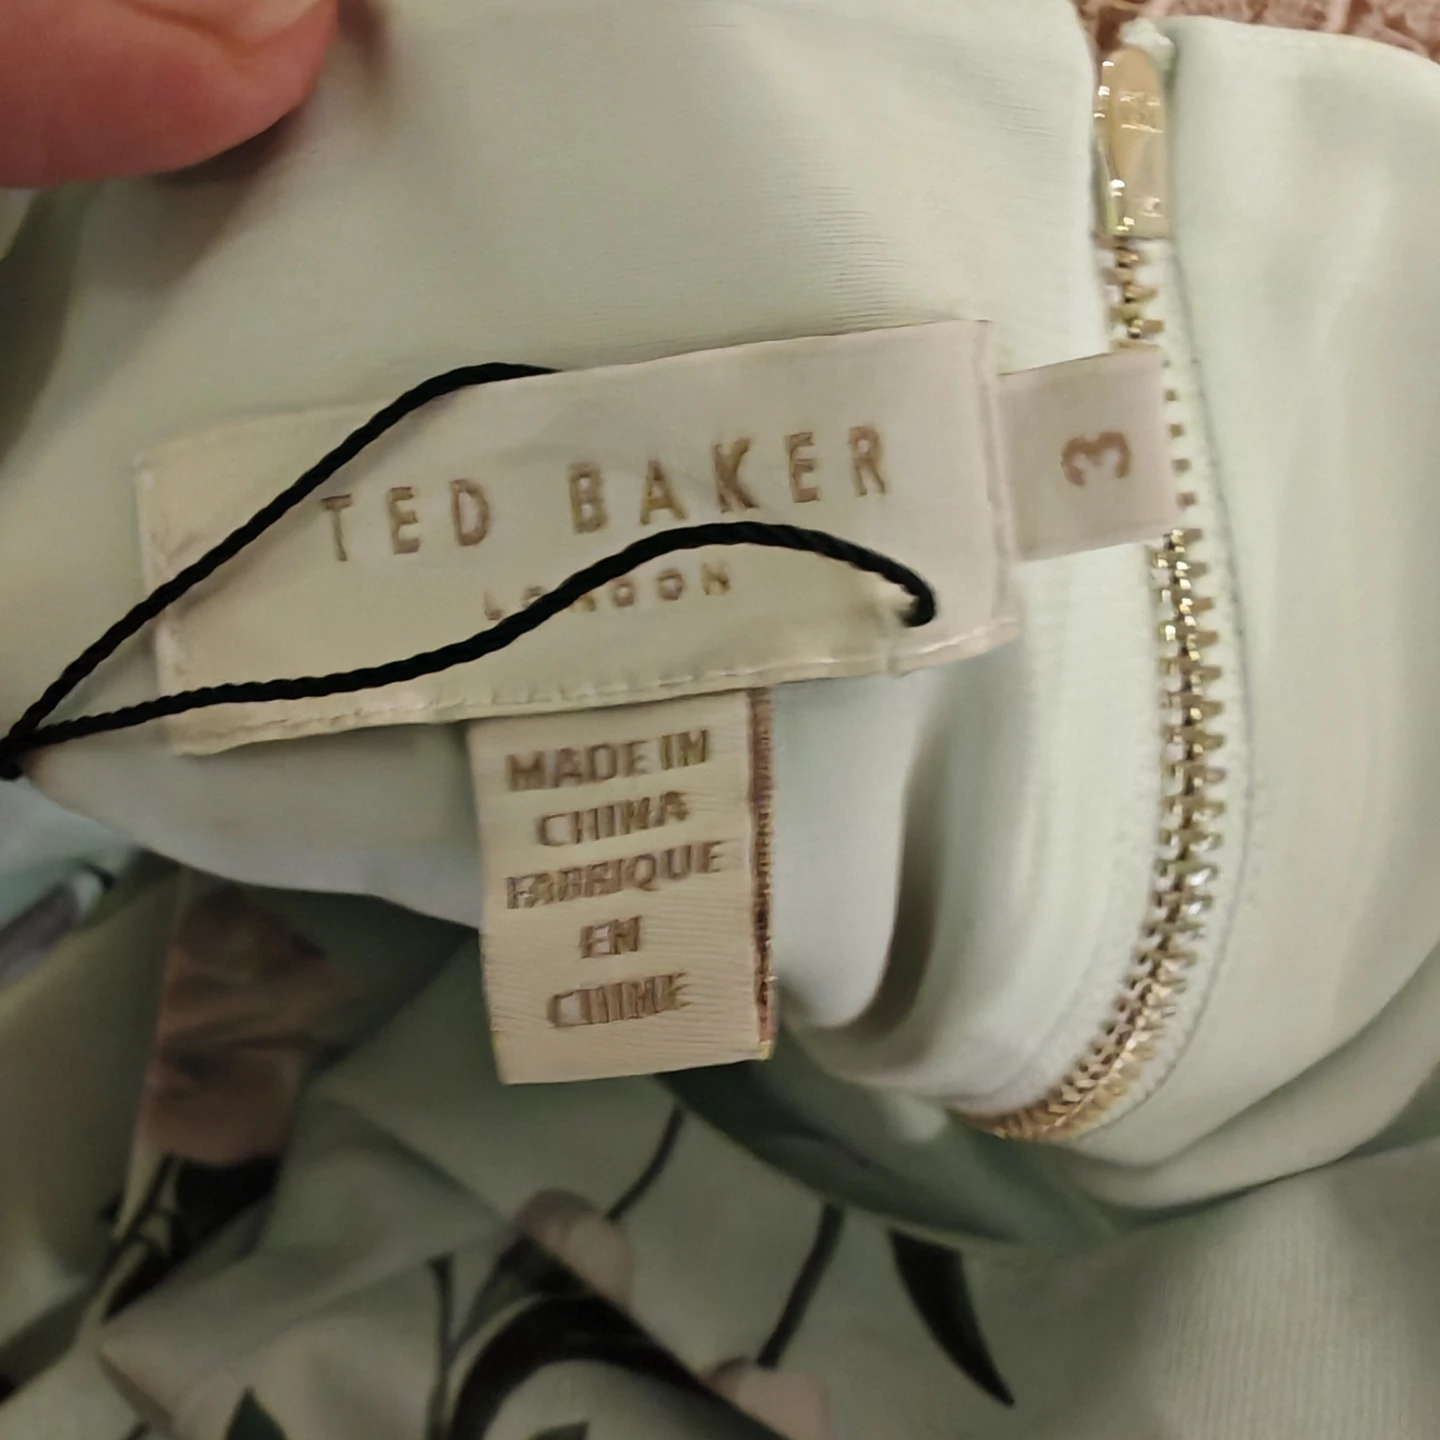 TED BAKER
LONDON
3
MADE IN
CHINA
FABRIQUE
EN
CHINE